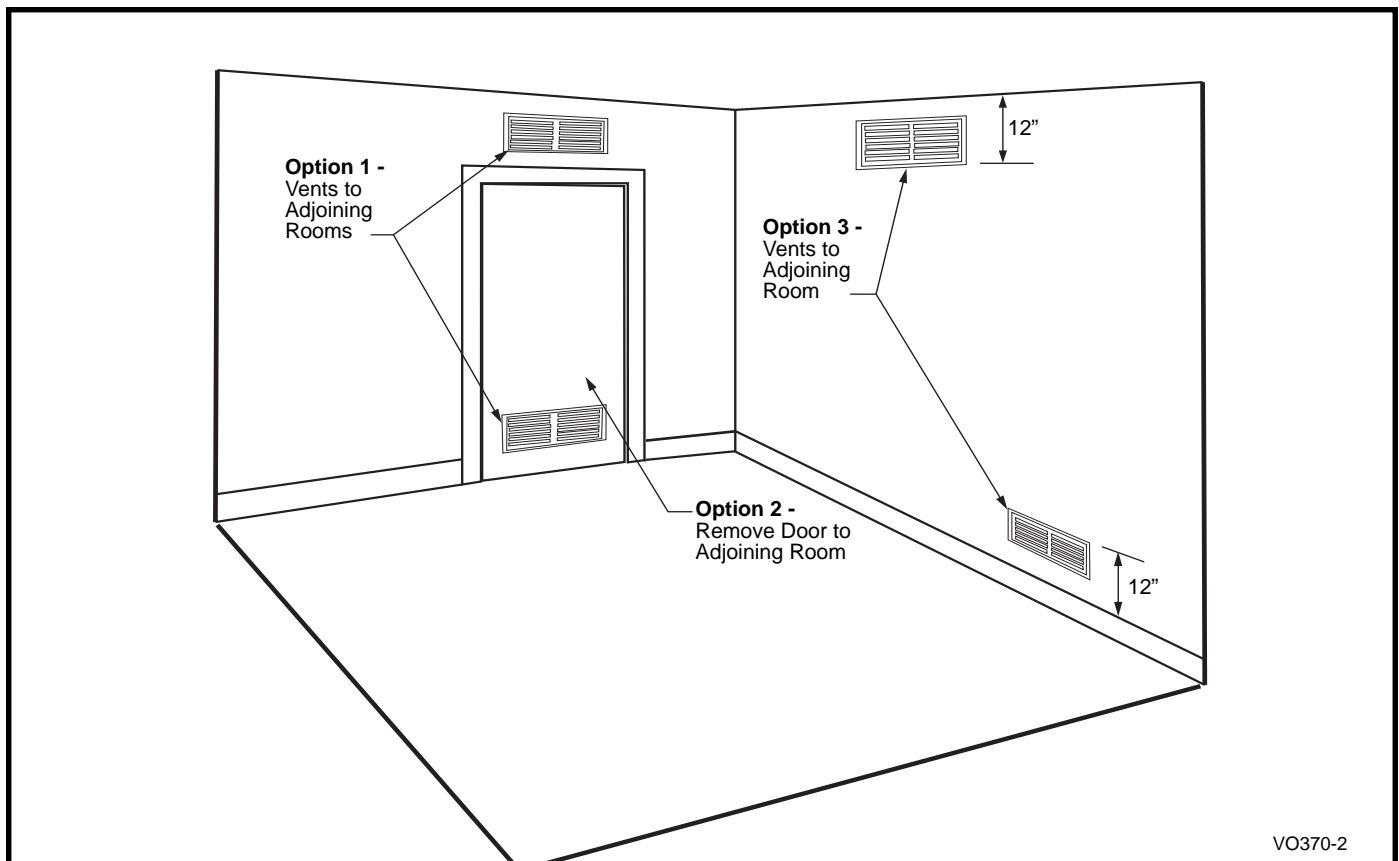 Option 1 -
Vents to
Adjoining
Rooms
12”
Option 3 -
Vents to
Adjoining
Room
Option 2 -
Remove Door to
Adjoining Room
12”
VO370-2